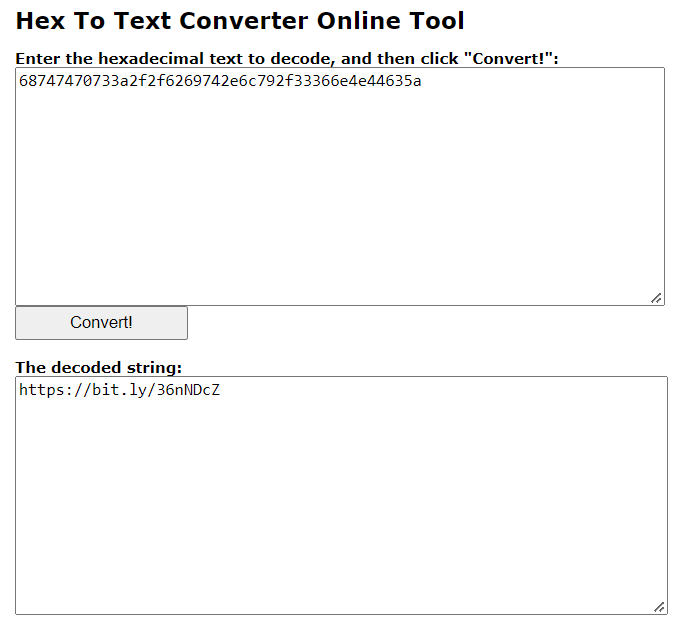 Hex To Text Converter Online Tool
Enter the hexadecimal text to decode, and then click "Convert!":
68747470733a2f2f6269742e6c792f33366e4e44635a
Convert!
The decoded string:
https://bit.ly/36nNDcZ